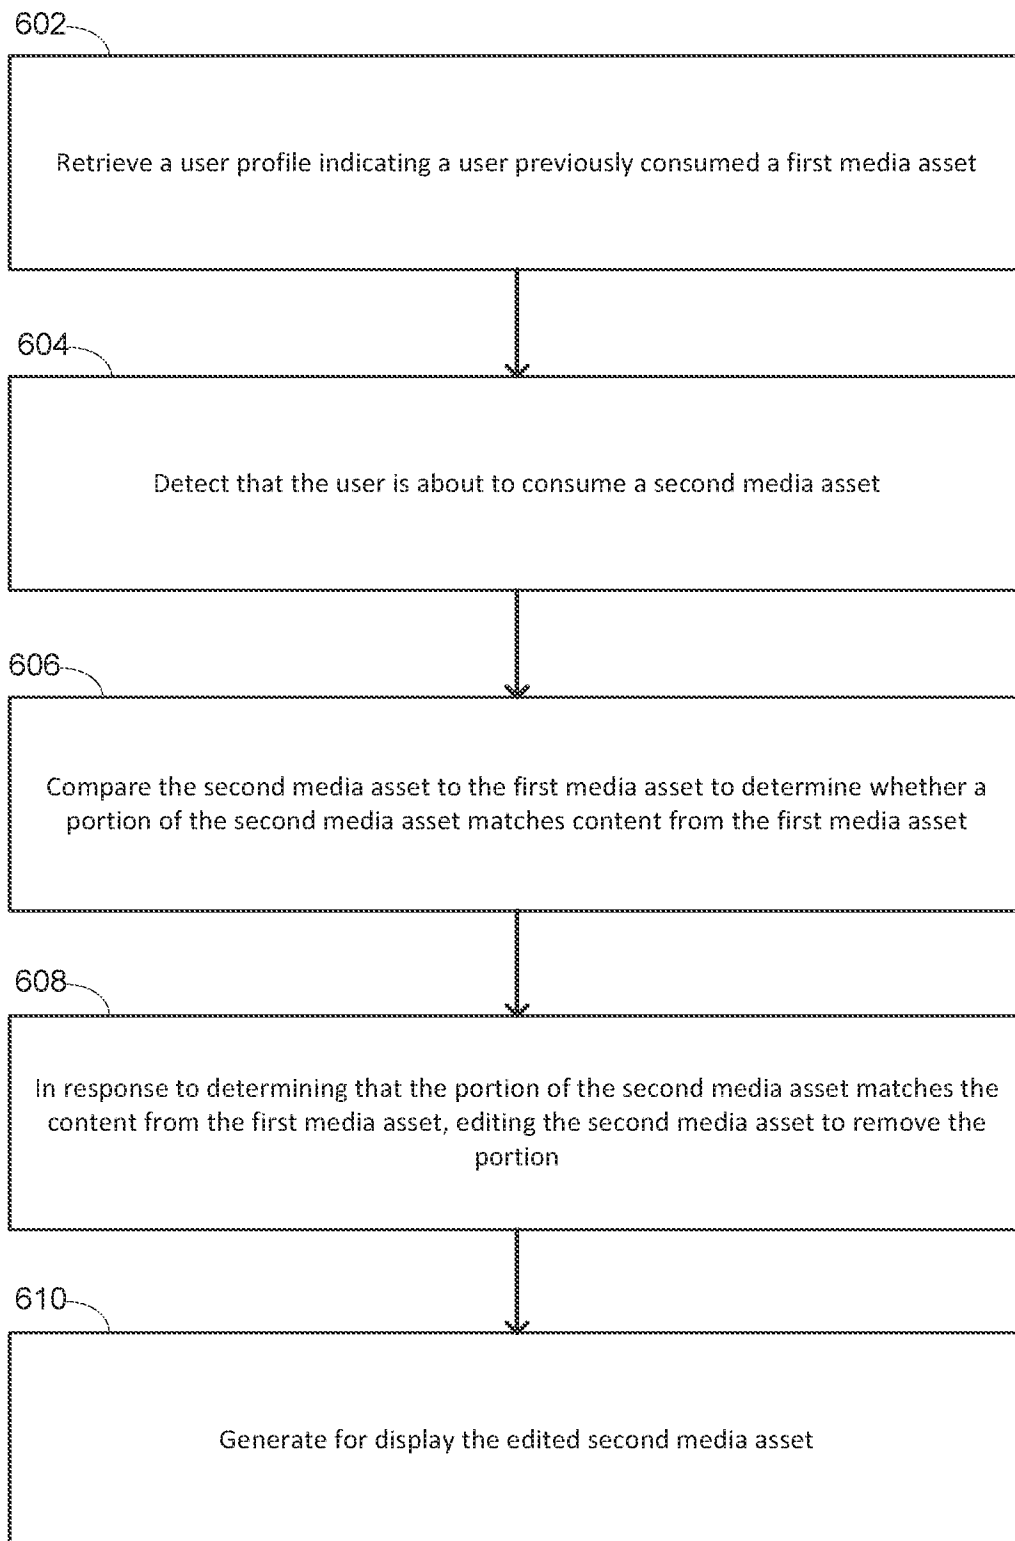 602
Retrieve a user profile indicating a user previously consumed a first media asset
604
Detect that the user is about to consume a second media asset
606
Compare the second media asset to the first media asset to determine whether a
portion of the second media asset matches content from the first media asset
608
In response to determining that the portion of the second media asset matches the
content from the first media asset, editing the second media asset to remove the
portion
610
Generate for display the edited second media asset